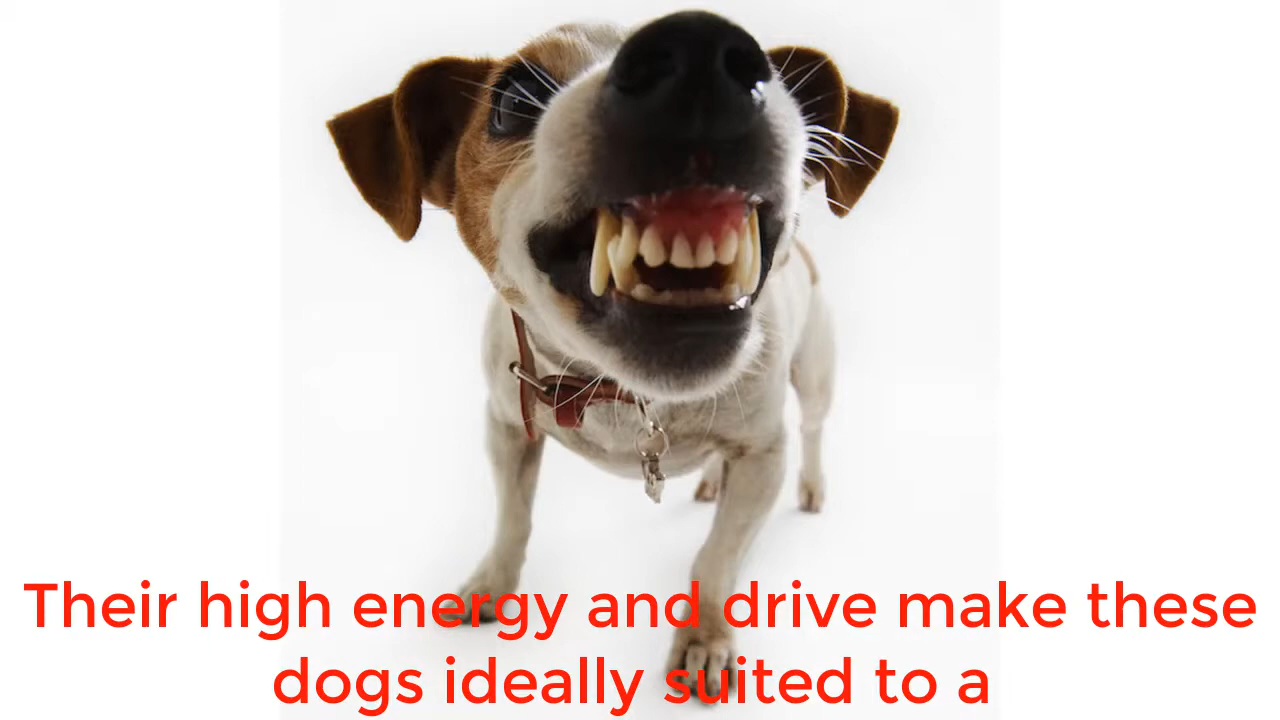 Their high energy and drive make these
dogs ideally suited to a